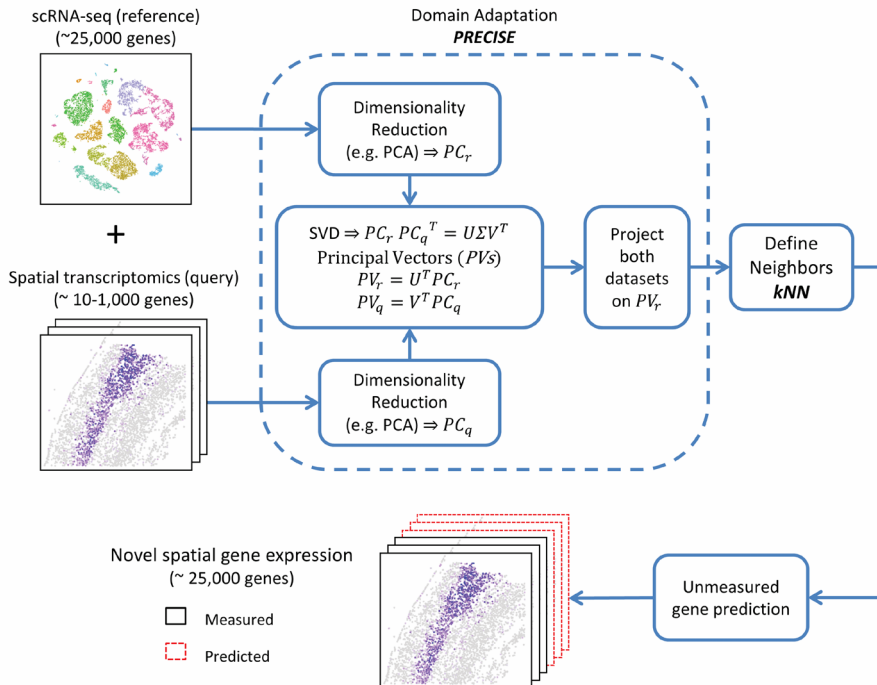 scRNA-seq (reference)
(~25,000 genes)
+
Spatial transcriptomics (query)
(~ 10-1,000 genes)
Domain Adaptation
PRECISE
Dimensionality
Reduction
(e.g. PCA) ⇒ PC_r
SVD ⇒ PC_r PC_q^T = UΣV^T
Principal Vectors (PVs)
PV_r = U^T PC_r
PV_q = V^T PC_q
Dimensionality
Reduction
(e.g. PCA) ⇒ PC_q
Project
both
datasets
on PV_r
Define
Neighbors
kNN
Unmeasured
gene prediction
Novel spatial gene expression
(~ 25,000 genes)
Measured
Predicted